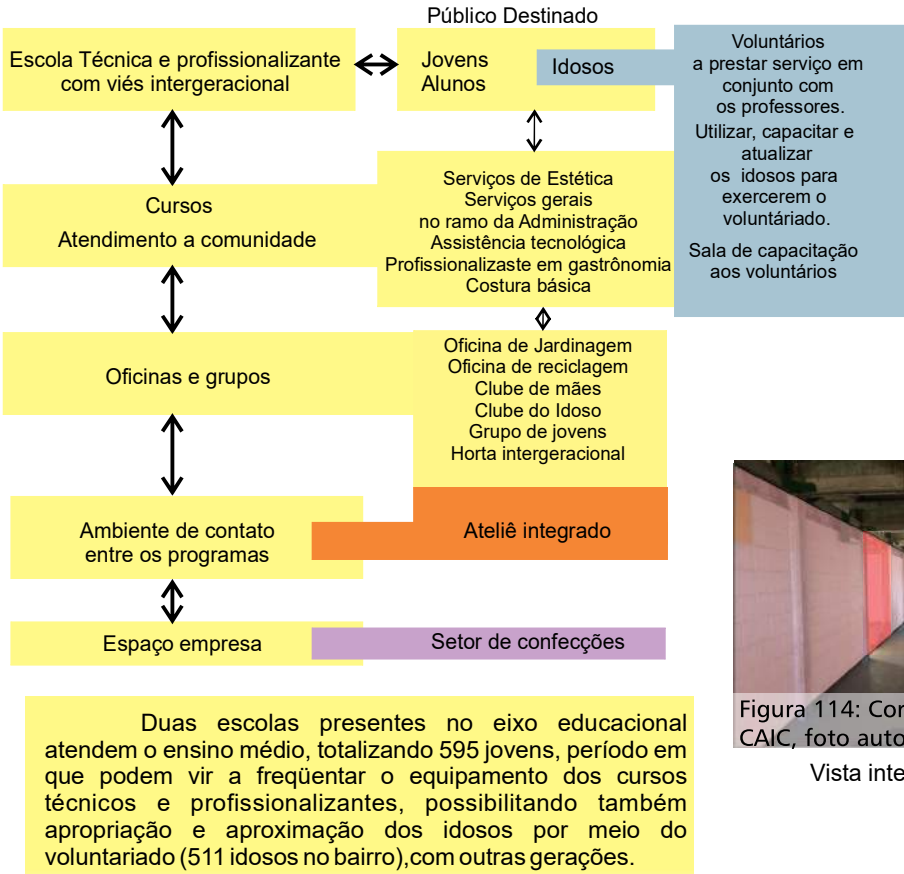 Público Destinado
Escola Técnica e profissionalizante
com viés intergeracional
Jovens
Alunos
Idosos
Voluntários
a prestar serviço em
conjunto com
os professores.
Utilizar, capacitar e
atualizar
os idosos para
exercerem o
voluntáriado.
Sala de capacitação
aos voluntários
Cursos
Atendimento a comunidade
Serviços de Estética
Serviços gerais
no ramo da Administração
Assistência tecnológica
Profissionalizaste em gastrônomia
Costura básica
Oficinas e grupos
Oficina de Jardinagem
Oficina de reciclagem
Clube de mães
Clube do Idoso
Grupo de jovens
Horta intergeracional
Ambiente de contato
entre os programas
Ateliê integrado
Espaço empresa
Setor de confecções
Duas escolas presentes no eixo educacional
atendem o ensino médio, totalizando 595 jovens, período em
que podem vir a freqüentar o equipamento dos cursos
técnicos e profissionalizantes, possibilitando também
apropriação e aproximação dos idosos por meio do
voluntariado (511 idosos no bairro),com outras gerações.
Figura 114: Cor
CAIC, foto auto
Vista inte